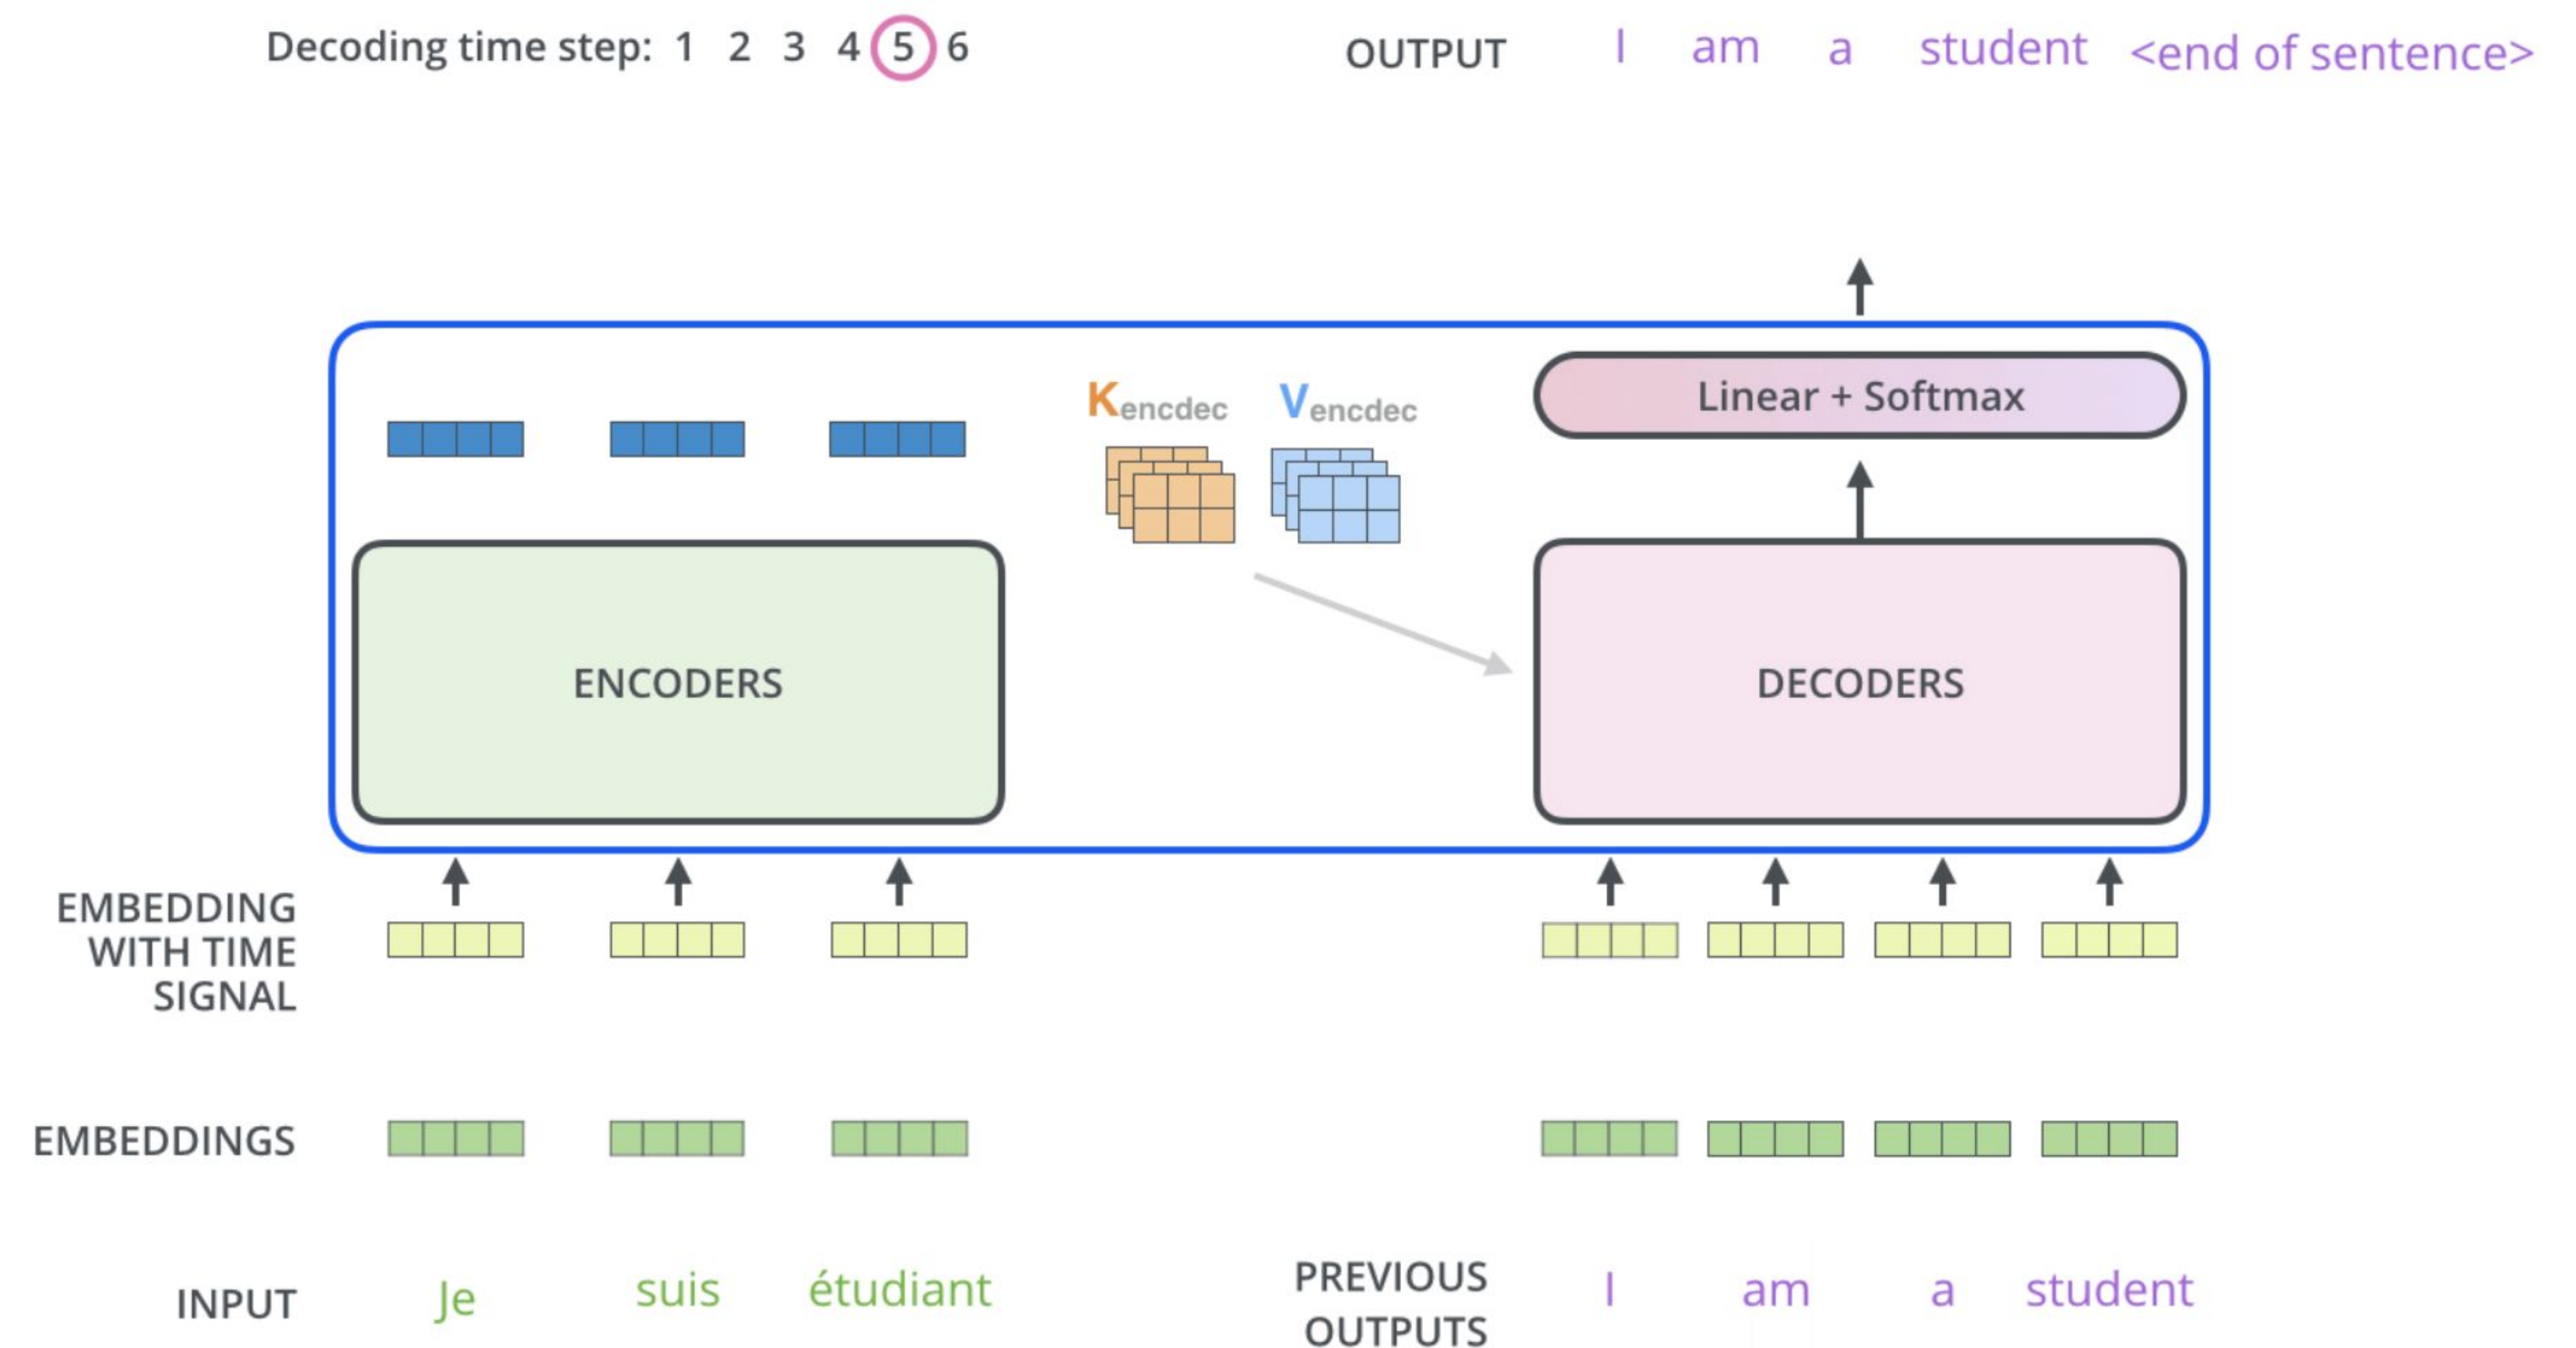 Decoding time step: 1 2 3 4 5 6
OUTPUT I am a student <end of sentence>
Kencdec Vencdec
Linear + Softmax
ENCODERS
DECODERS
EMBEDDING
WITH TIME
SIGNAL
EMBEDDINGS
INPUT Je suis étudiant
PREVIOUS
OUTPUTS
I am a student